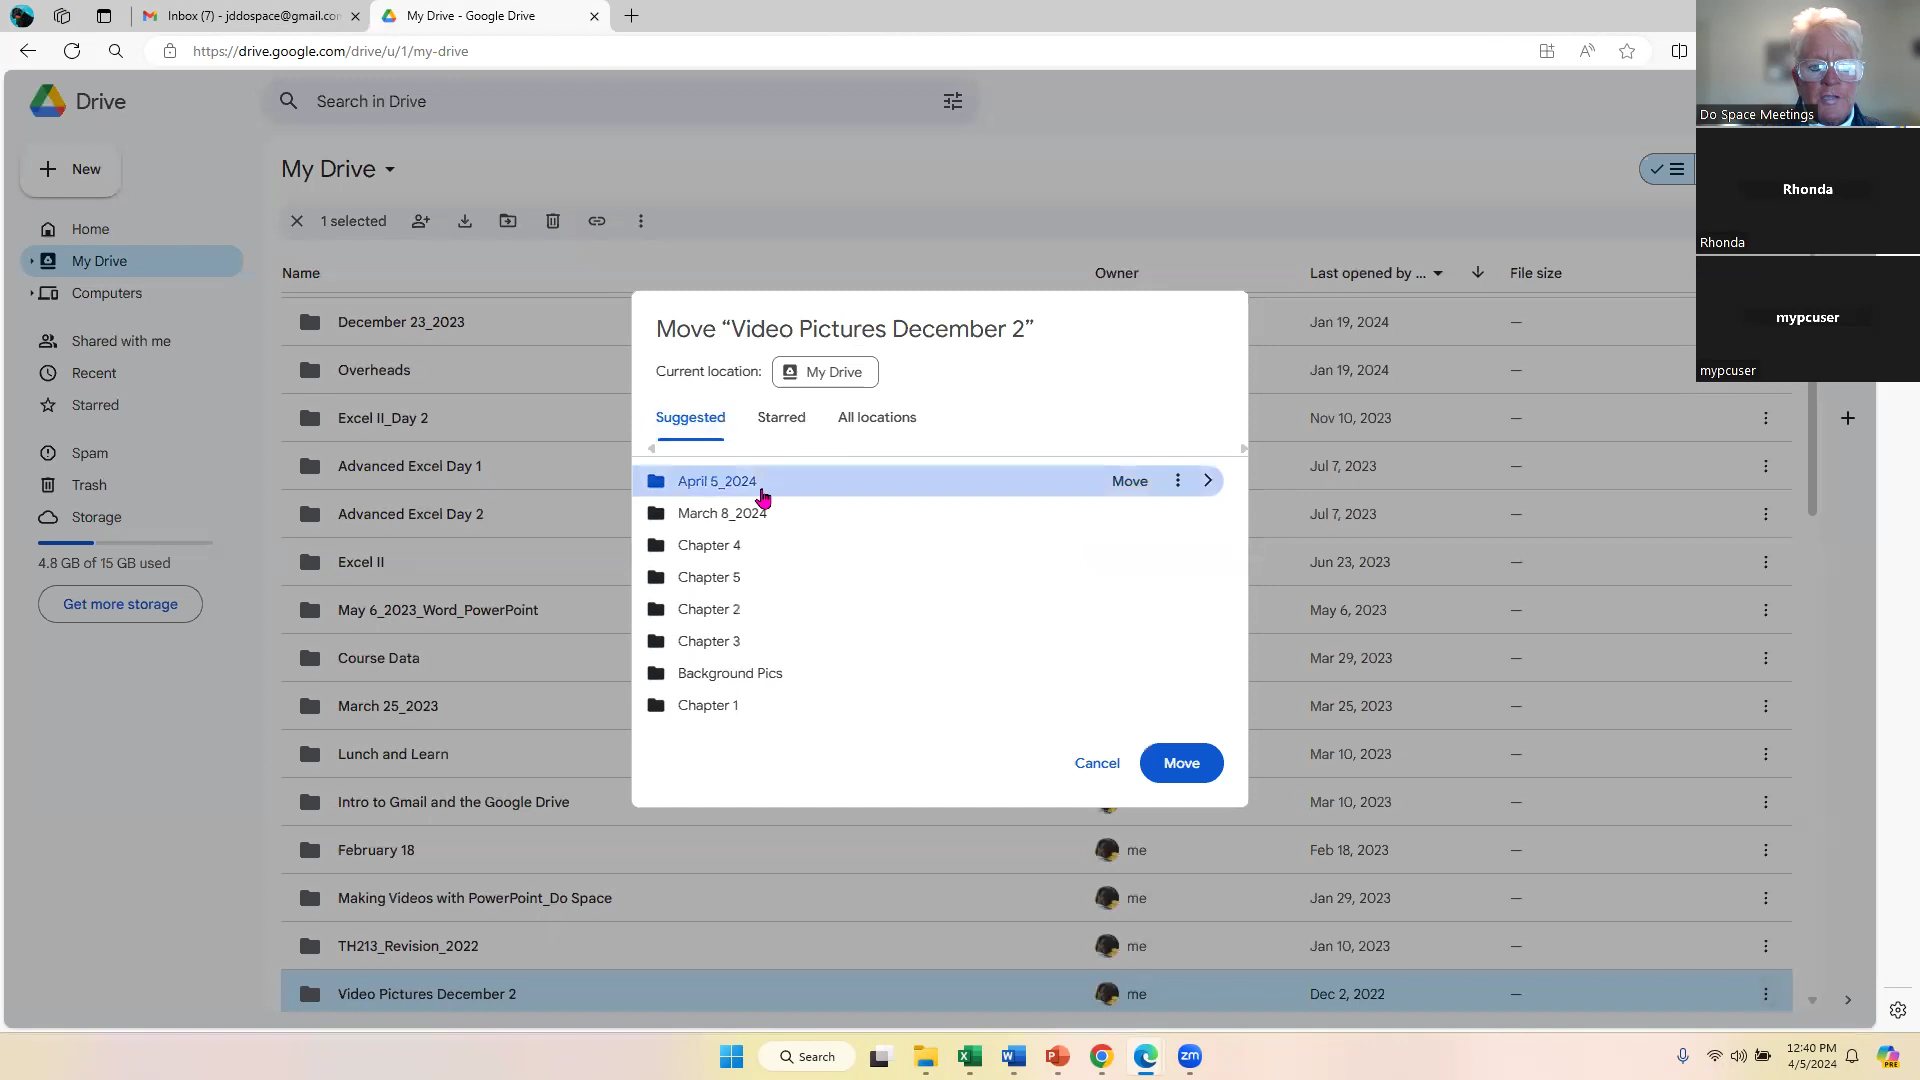 Inbox (7) - jddospace@gmail.con
My Drive - Google Drive
https://drive.google.com/drive/u/1/my-drive
Drive
Search in Drive
New
Home
My Drive
Computers
Shared with me
Recent
Starred
Spam
Trash
Storage
4.8 GB of 15 GB used
Get more storage
My Drive
1 selected
Name Owner Last opened by ... File size
December 23_2023 Jan 19, 2024 —
Overheads Jan 19, 2024 —
Excel II_Day 2 Nov 10, 2023 —
Advanced Excel Day 1 Jul 7, 2023 —
Advanced Excel Day 2 Jul 7, 2023 —
Excel II Jun 23, 2023 —
May 6_2023_Word_PowerPoint May 6, 2023 —
Course Data Mar 29, 2023 —
March 25_2023 Mar 25, 2023 —
Lunch and Learn Mar 10, 2023 —
Intro to Gmail and the Google Drive Mar 10, 2023 —
February 18 me Feb 18, 2023 —
Making Videos with PowerPoint_Do Space me Jan 29, 2023 —
TH213_Revision_2022 me Jan 10, 2023 —
Video Pictures December 2 me Dec 2, 2022 —
Move “Video Pictures December 2”
Current location: My Drive
Suggested Starred All locations
April 5_2024 Move
March 8_2024
Chapter 4
Chapter 5
Chapter 2
Chapter 3
Background Pics
Chapter 1
Cancel Move
Do Space Meetings
Rhonda
Rhonda
mypcuser
mypcuser
Search
zm
12:40 PM
4/5/2024
PRE